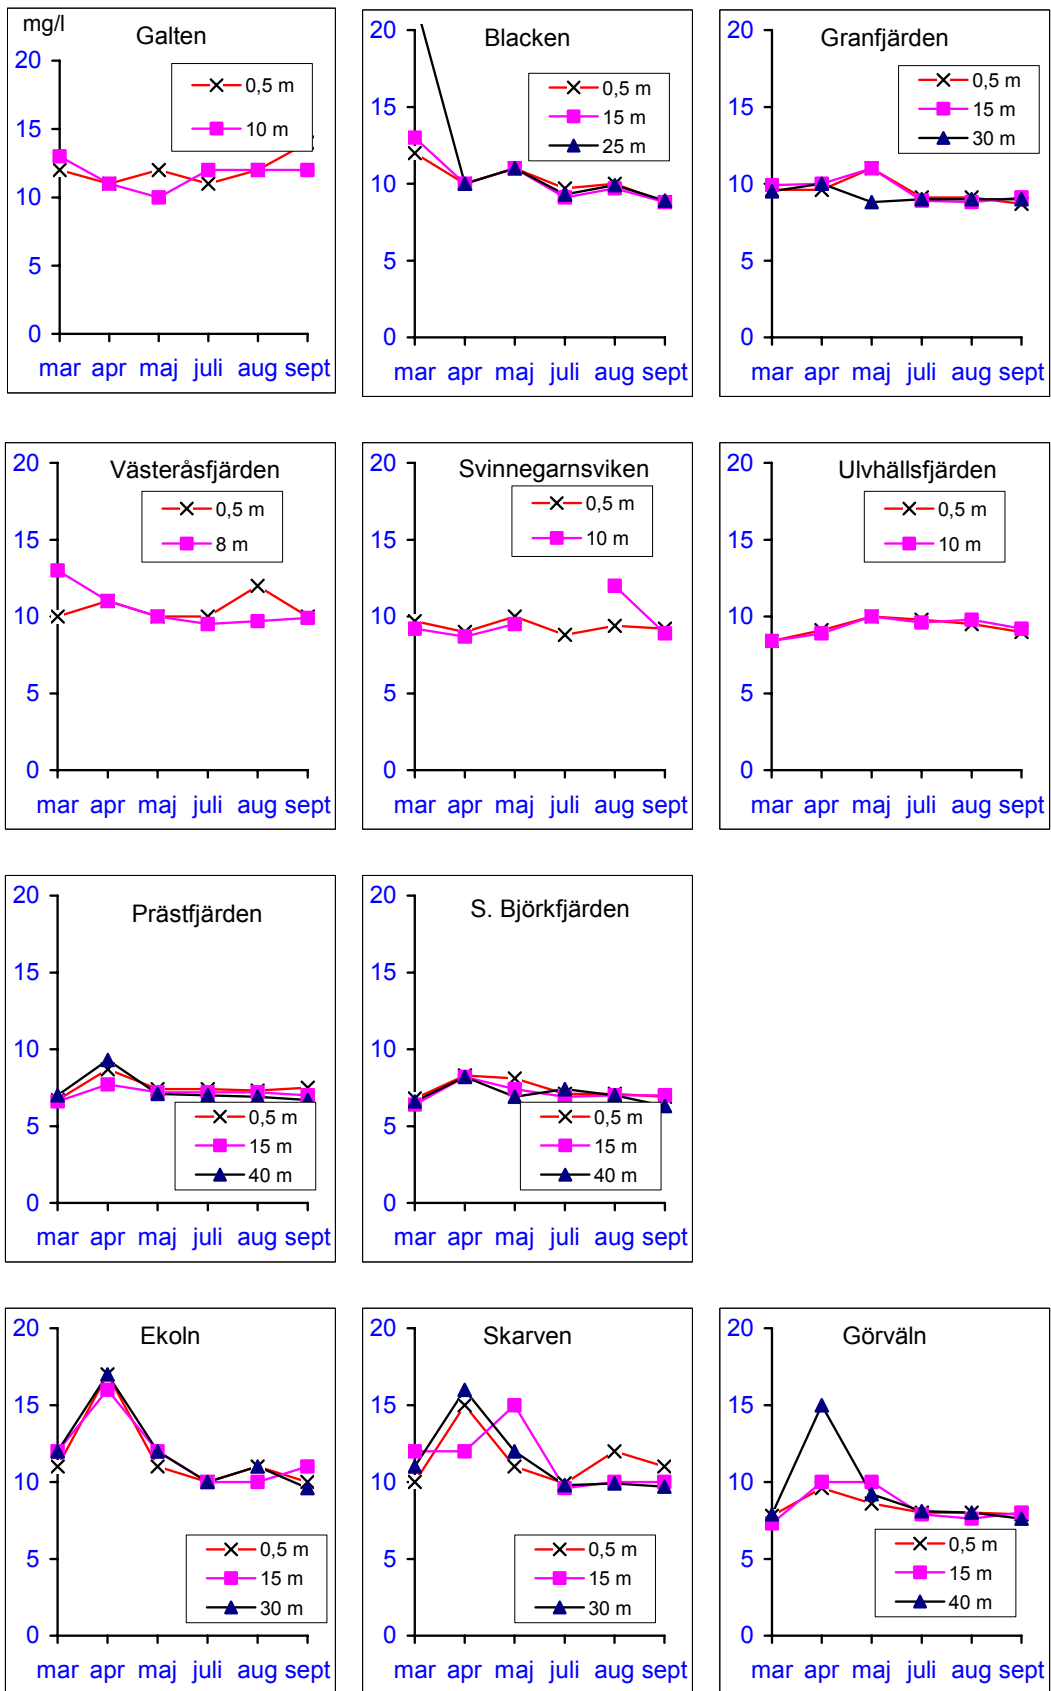 mg/l
Galten
20
15
10
5
0
0,5 m
10 m
mar apr maj juli aug sept
Blacken
20
15
10
5
0
0,5 m
15 m
25 m
mar apr maj juli aug sept
Granfjärden
20
15
10
5
0
0,5 m
15 m
30 m
mar apr maj juli aug sept
Västeråsfjärden
20
15
10
5
0
0,5 m
8 m
mar apr maj juli aug sept
Svinnegarnsviken
20
15
10
5
0
0,5 m
10 m
mar apr maj juli aug sept
Ulvhällsfjärden
20
15
10
5
0
0,5 m
10 m
mar apr maj juli aug sept
Prästfjärden
20
15
10
5
0
0,5 m
15 m
40 m
mar apr maj juli aug sept
S. Björkfjärden
20
15
10
5
0
0,5 m
15 m
40 m
mar apr maj juli aug sept
Ekoln
20
15
10
5
0
0,5 m
15 m
30 m
mar apr maj juli aug sept
Skarven
20
15
10
5
0
0,5 m
15 m
30 m
mar apr maj juli aug sept
Görväln
20
15
10
5
0
0,5 m
15 m
40 m
mar apr maj juli aug sept